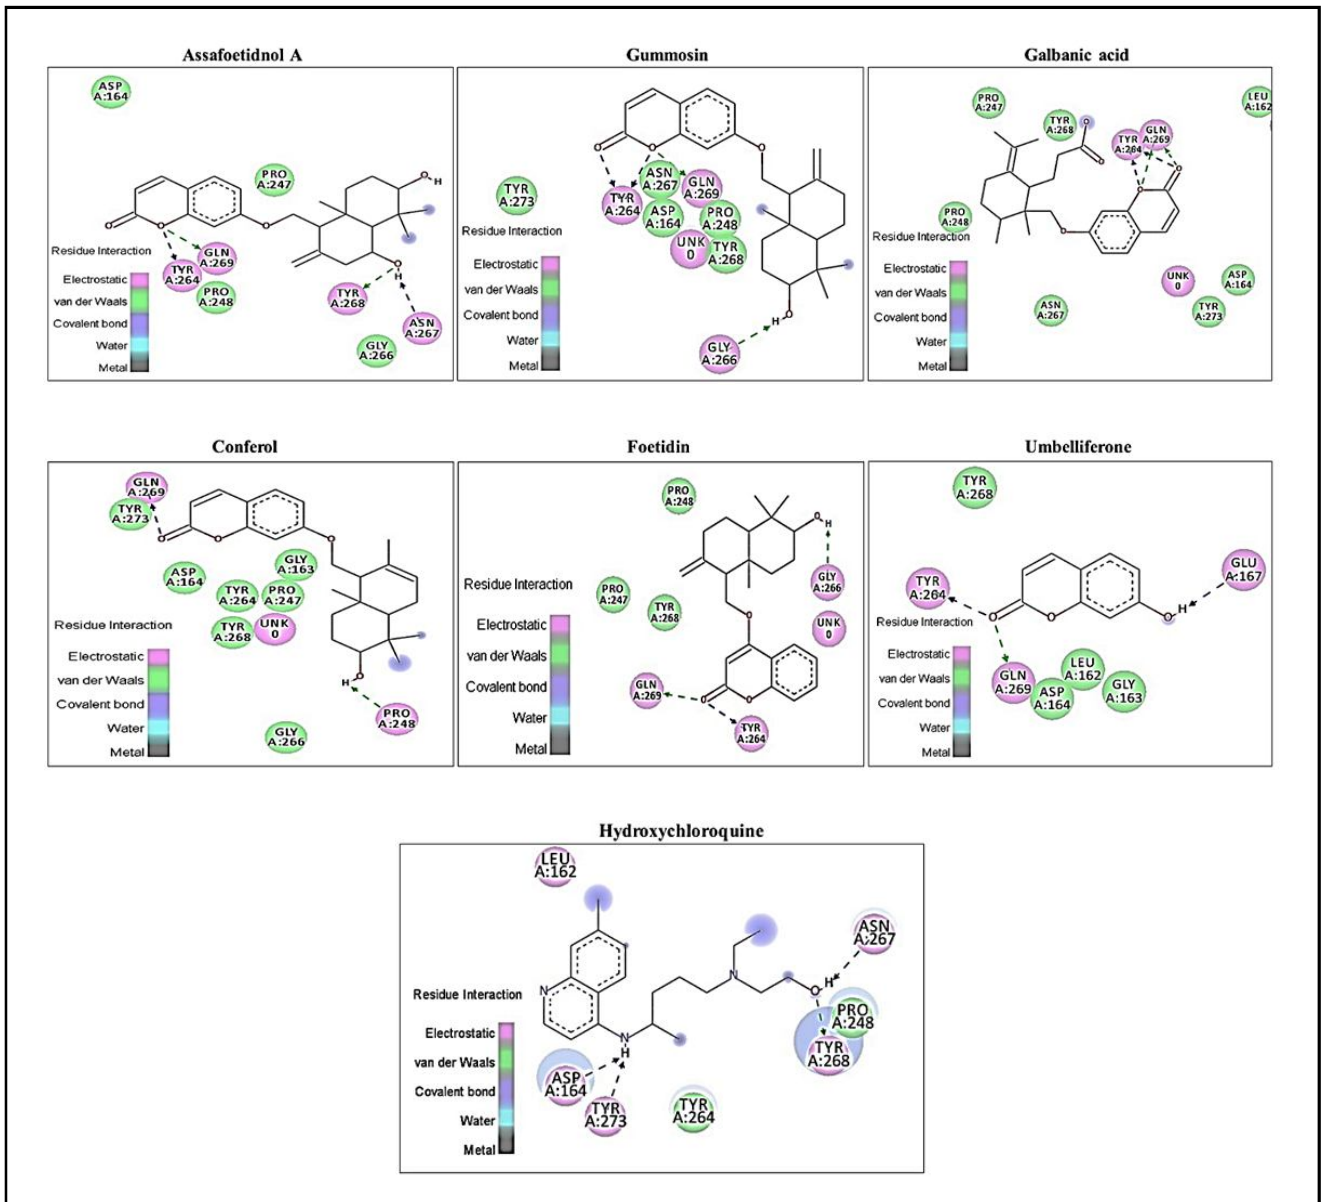 Assafoetidnol A
ASP
A:164
PRO
A:247
O
H
O
O
O
GLN
A:269
TYR
A:264
PRO
A:248
O
H
TYR
A:268
ASN
A:267
GLY
A:266
Residue Interaction
Electrostatic
van der Waals
Covalent bond
Water
Metal
Gummosin
O
O
O
ASN
A:267
GLN
A:269
TYR
A:273
TYR
A:264
ASP
A:164
PRO
A:248
UNK
0
TYR
A:268
H
O
GLY
A:266
Residue Interaction
Electrostatic
van der Waals
Covalent bond
Water
Metal
Galbanic acid
PRO
A:247
TYR
A:268
O
O
TYR
A:264
GLN
A:269
LEU
A:162
O
O
PRO
A:248
O
UNK
0
ASP
A:164
TYR
A:273
ASN
A:267
Residue Interaction
Electrostatic
van der Waals
Covalent bond
Water
Metal
Conferol
GLN
A:269
TYR
A:273
O
O
O
ASP
A:164
GLY
A:163
TYR
A:264
PRO
A:247
TYR
A:268
UNK
0
H
O
PRO
A:248
GLY
A:266
Residue Interaction
Electrostatic
van der Waals
Covalent bond
Water
Metal
Foetidin
PRO
A:248
O
H
GLY
A:266
PRO
A:247
TYR
A:268
O
UNK
0
GLN
A:269
O
O
TYR
A:264
Residue Interaction
Electrostatic
van der Waals
Covalent bond
Water
Metal
Umbelliferone
TYR
A:268
GLU
A:167
TYR
A:264
H
O
O
O
GLN
A:269
ASP
A:164
LEU
A:162
GLY
A:163
Residue Interaction
Electrostatic
van der Waals
Covalent bond
Water
Metal
Hydroxychloroquine
LEU
A:162
ASN
A:267
N
N
H
O
PRO
A:248
TYR
A:268
N
H
ASP
A:164
TYR
A:273
TYR
A:264
Residue Interaction
Electrostatic
van der Waals
Covalent bond
Water
Metal